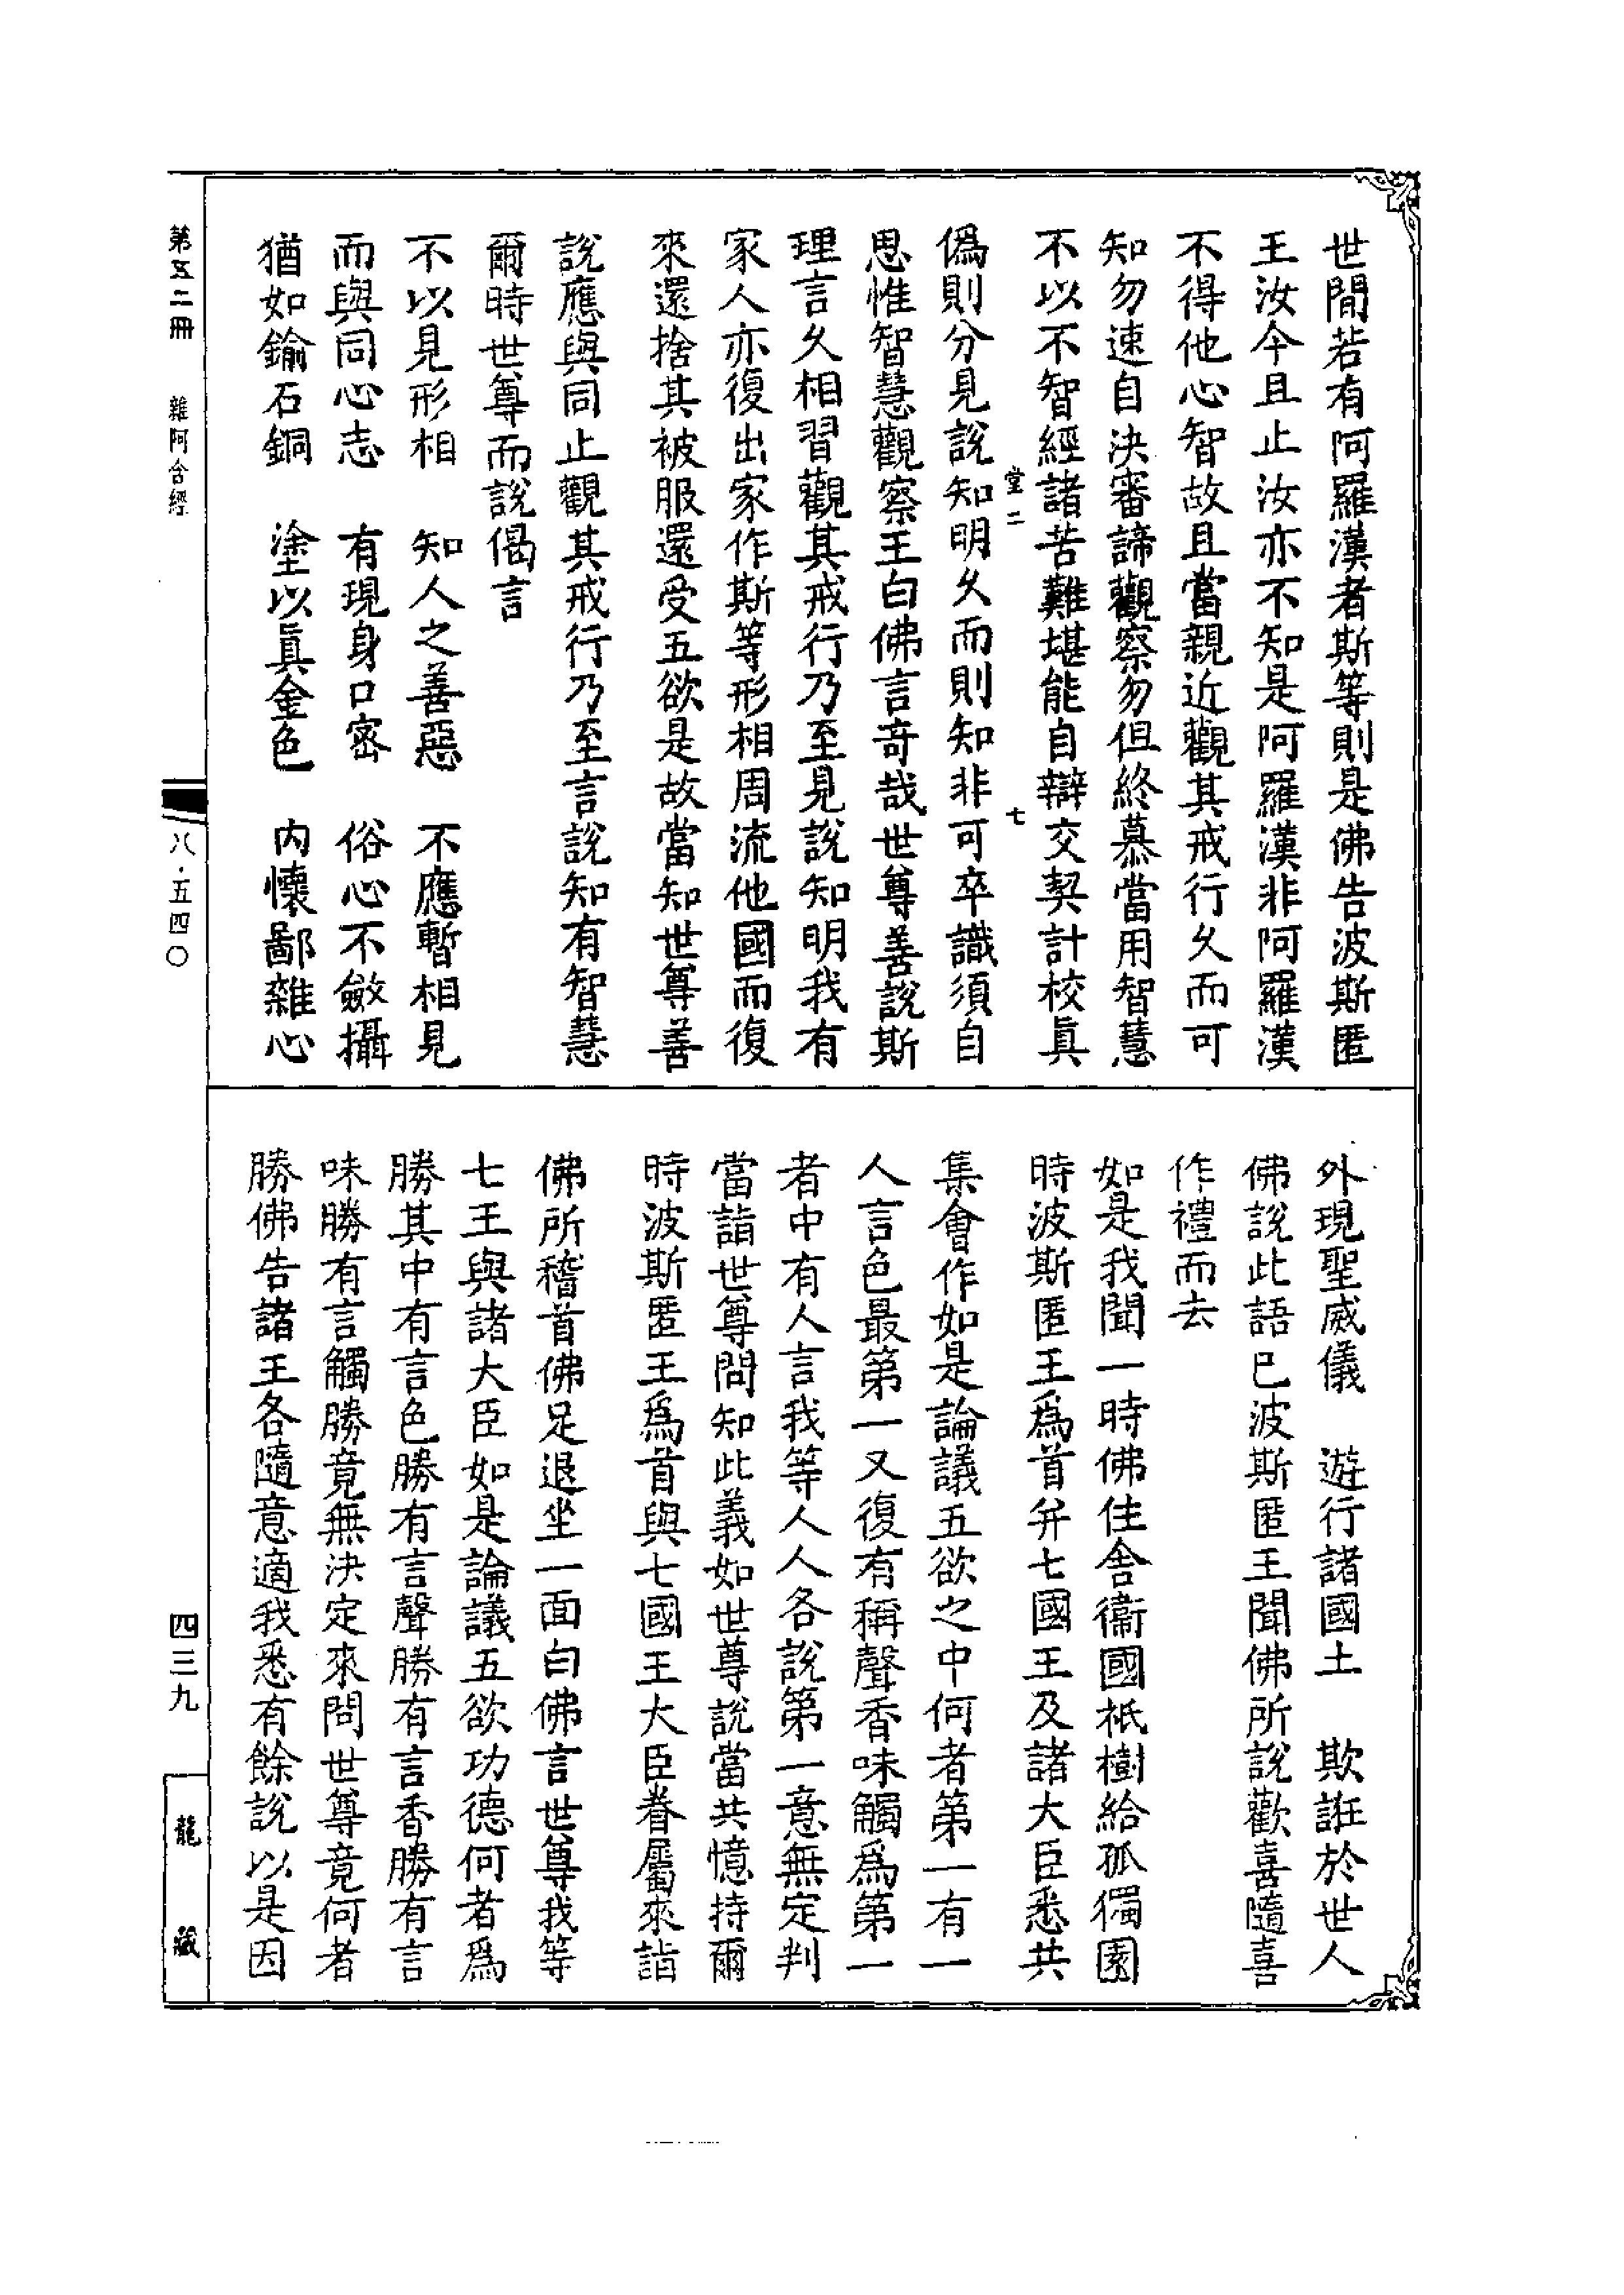 世間若有阿羅漢者斯等則是佛告波斯匿
王汝今且止汝亦不知是阿羅漢非阿羅漢
不得他心智故且當親近觀其戒行久而可
知勿速自決審諦觀察勿但終慕當用智慧
不以不智經諸苦難堪能自辯交契計校眞
堂二 七
僞則分見說知明久而則知非可卒識須自
思惟智慧觀察王白佛言奇哉世尊善說斯
理言久相習觀其戒行乃至見說知明我有
家人亦復出家作斯等形相周流他國而復
來還捨其被服還受五欲是故當知世尊善
說應與同止觀其戒行乃至言說知有智慧
爾時世尊而說偈言
不以見形相 知人之善惡 不應暫相見
而與同心志 有現身口密 俗心不斂攝
猶如鍮石銅 塗以眞金色 內懷鄙雜心
外現聖威儀 遊行諸國土 欺誑於世人
佛說此語已波斯匿王聞佛所說歡喜隨喜
作禮而去
如是我聞一時佛住舍衞國祇樹給孤獨園
時波斯匿王爲首并七國王及諸大臣悉共
集會作如是論議五欲之中何者第一有一
人言色最第一又復有稱聲香味觸爲第一
者中有人言我等人人各說第一意無定判
當詣世尊問知此義如世尊說當共憶持爾
時波斯匿王爲首與七國王大臣眷屬來詣
佛所稽首佛足退坐一面白佛言世尊我等
七王與諸大臣如是論議五欲功德何者爲
勝其中有言色勝有言聲勝有言香勝有言
味勝有言觸勝竟無決定來問世尊竟何者
勝佛告諸王各隨意適我悉有餘說以是因
第五二冊 雜阿含經
八·五四〇
四三九
龍藏